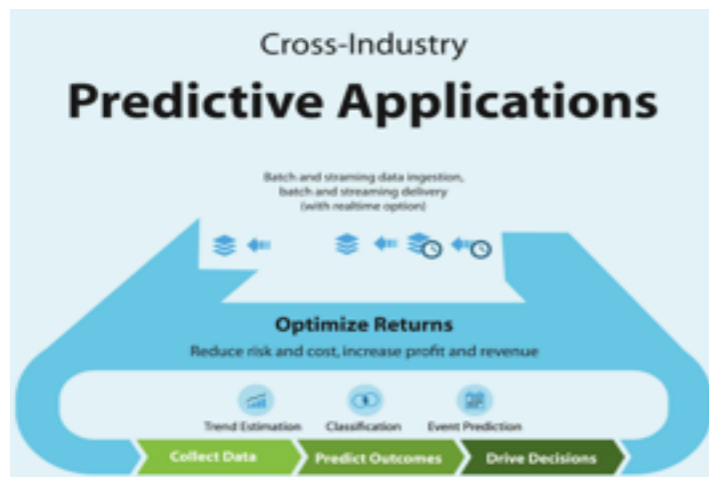 Cross-Industry
Predictive Applications
Batch and straming data ingestion,
batch and streaming delivery
(with realtime option)
Optimize Returns
Reduce risk and cost, increase profit and revenue
Trend Estimation Classification Event Prediction
Collect Data Predict Outcomes Drive Decisions